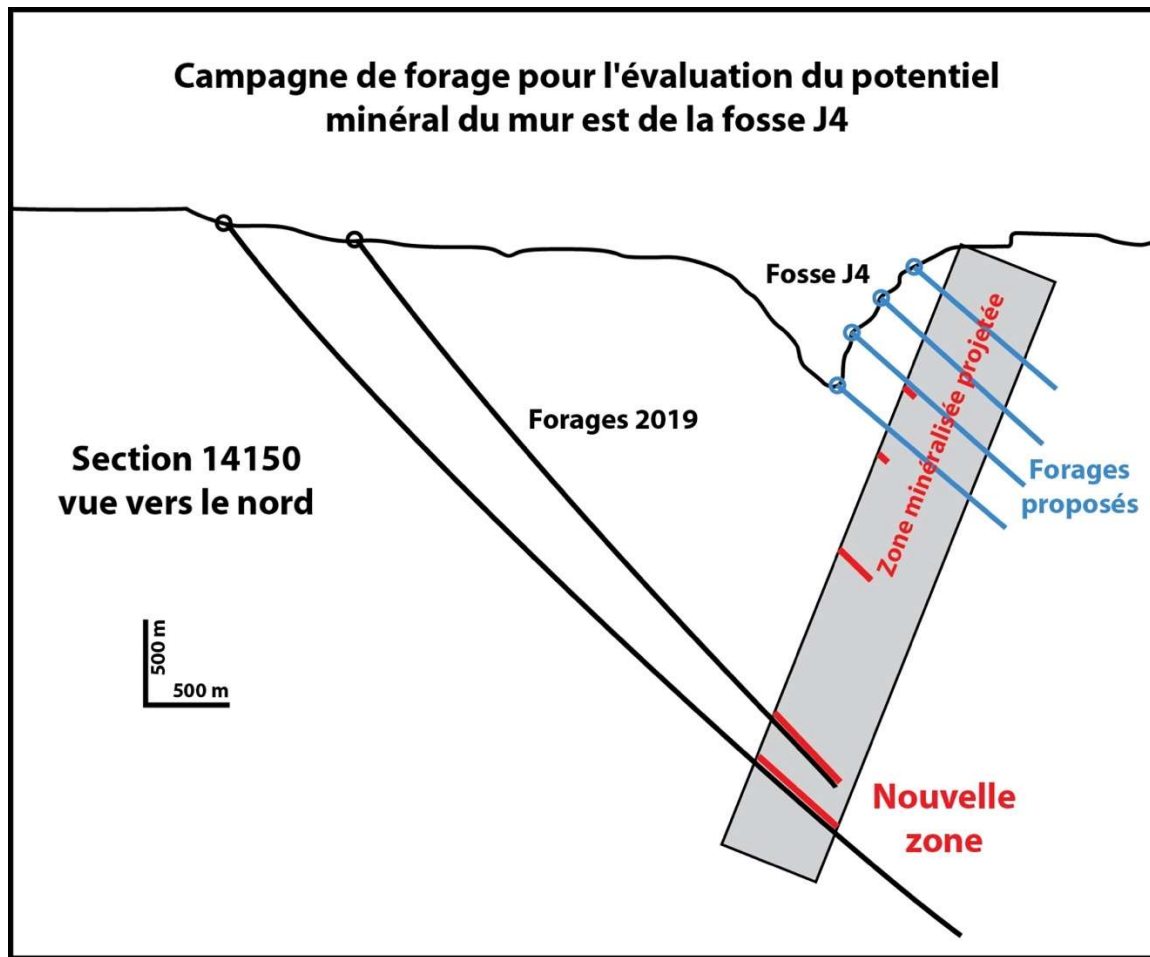 Campagne de forage pour l'évaluation du potentiel
minéral du mur est de la fosse J4
Fosse J4
Zone minéralisée projetée
Forages 2019
Section 14150
vue vers le nord
Forages
proposés
500 m
500 m
Nouvelle
zone